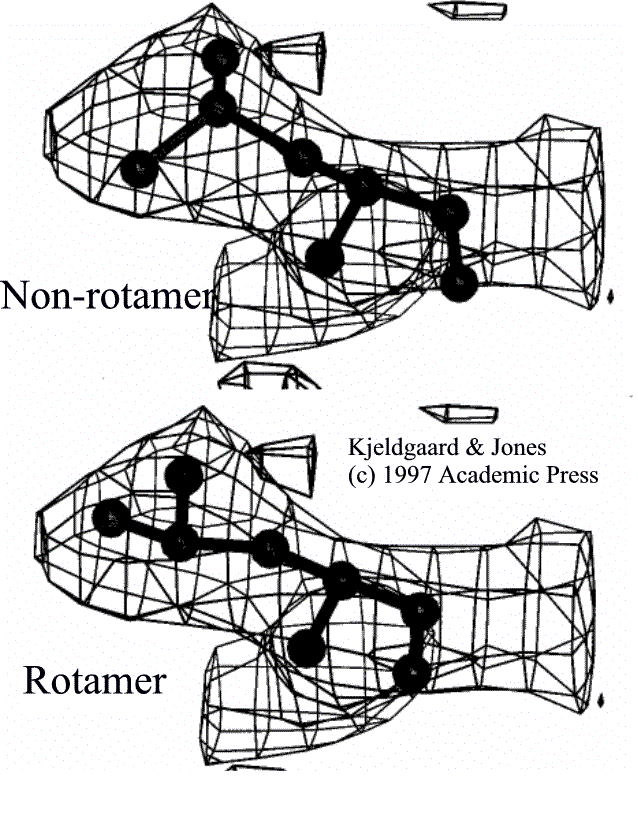 Non-rotamer
Kjeldgaard & Jones
(c) 1997 Academic Press
Rotamer